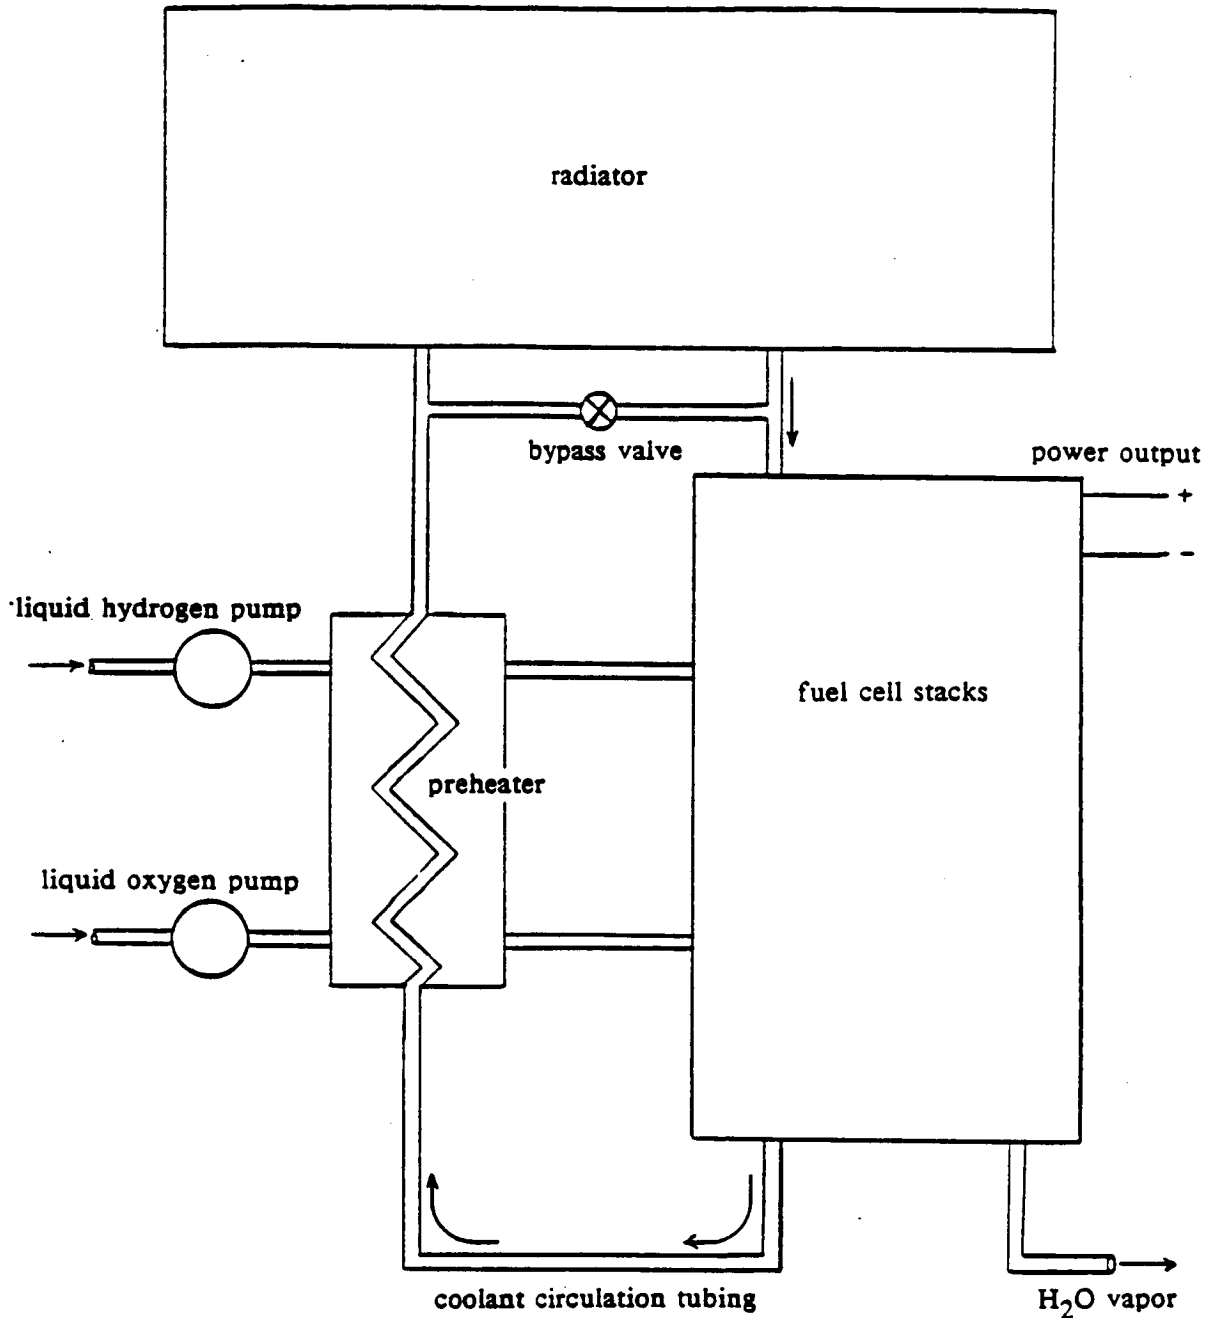 radiator
bypass valve
power output
+
-
liquid hydrogen pump
fuel cell stacks
preheater
liquid oxygen pump
coolant circulation tubing
H2O vapor